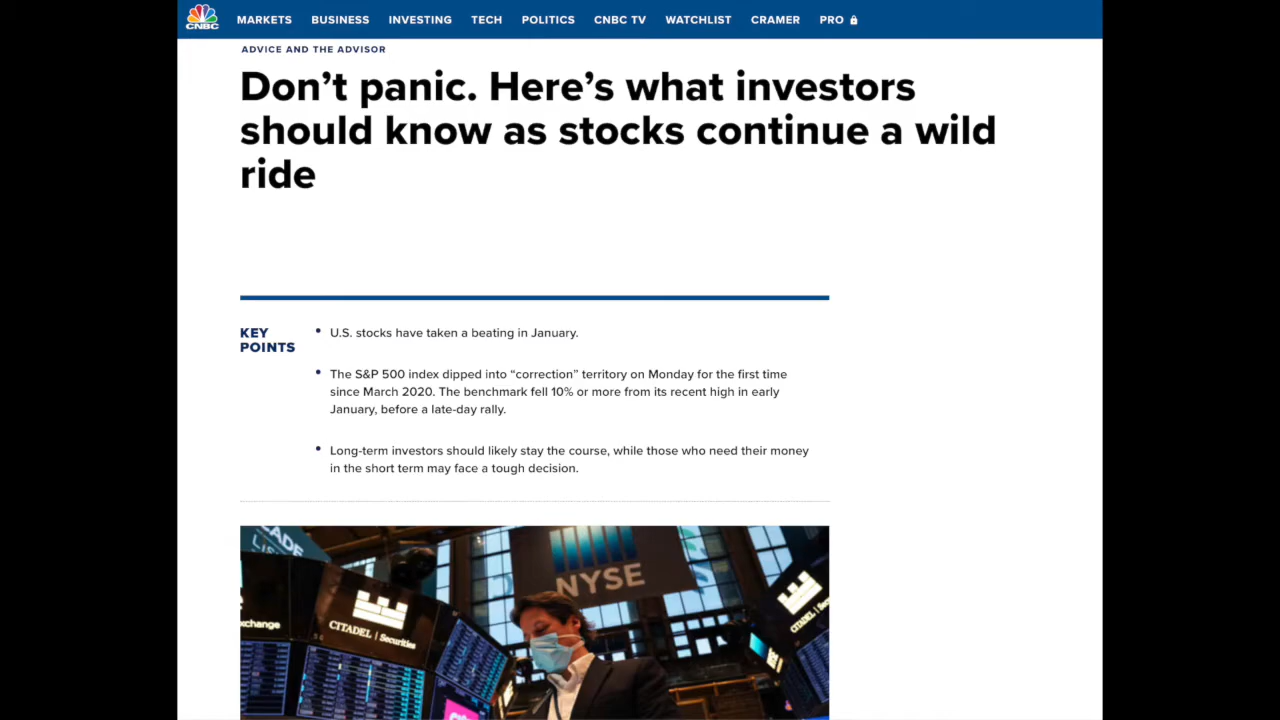 CNBC
MARKETS BUSINESS INVESTING TECH POLITICS CNBC TV WATCHLIST CRAMER PRO
ADVICE AND THE ADVISOR
Don’t panic. Here’s what investors
should know as stocks continue a wild
ride
KEY
POINTS
• U.S. stocks have taken a beating in January.
• The S&P 500 index dipped into “correction” territory on Monday for the first time
since March 2020. The benchmark fell 10% or more from its recent high in early
January, before a late-day rally.
• Long-term investors should likely stay the course, while those who need their money
in the short term may face a tough decision.
NYSE
CITADEL | Securities
CITADEL